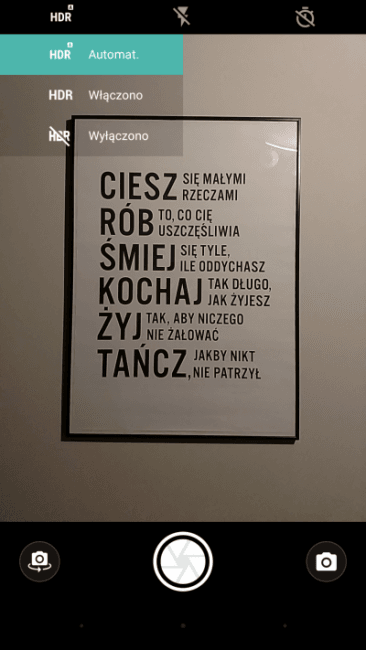 HDR
HDR Automat.
HDR Włączono
HDR Wyłączono
CIESZ SIĘ MAŁYMI
RZECZAMI
RÓB TO, CO CIĘ
USZCZĘŚLIWIA
ŚMIEJ SIĘ TYLE,
ILE ODDYCHASZ
KOCHAJ TAK DŁUGO,
JAK ŻYJESZ
ŻYJ TAK, ABY NICZEGO
NIE ŻAŁOWAĆ
TAŃCZ, JAKBY NIKT
NIE PATRZYŁ